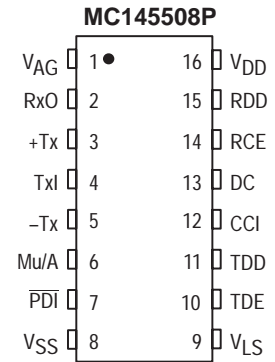 MC145508P
VAG 1 16 VDD
RxO 2 15 RDD
+Tx 3 14 RCE
TxI 4 13 DC
–Tx 5 12 CCI
Mu/A 6 11 TDD
PDI 7 10 TDE
VSS 8 9 VLS